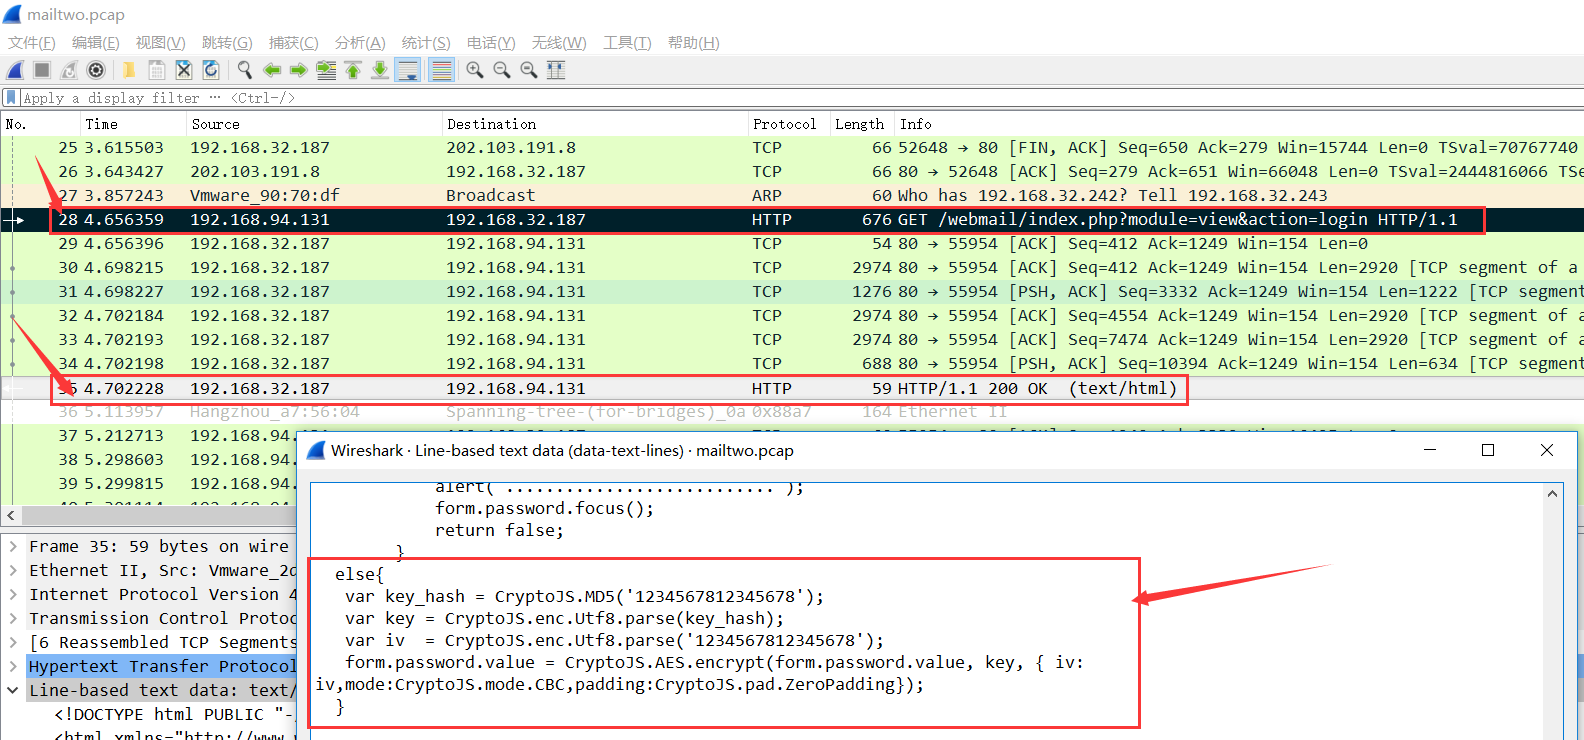 mailtwo.pcap
文件(F) 编辑(E) 视图(V) 跳转(G) 捕获(C) 分析(A) 统计(S) 电话(Y) 无线(W) 工具(T) 帮助(H)
Apply a display filter … <Ctrl-/>
No. Time Source Destination Protocol Length Info
25 3.615503 192.168.32.187 202.103.191.8 TCP 66 52648 → 80 [FIN, ACK] Seq=650 Ack=279 Win=15744 Len=0 TSval=70767740
26 3.643427 202.103.191.8 192.168.32.187 TCP 66 80 → 52648 [ACK] Seq=279 Ack=651 Win=66048 Len=0 TSval=2444816066 TSe
27 3.857243 Vmware_90:70:df Broadcast ARP 60 Who has 192.168.32.242? Tell 192.168.32.243
28 4.656359 192.168.94.131 192.168.32.187 HTTP 676 GET /webmail/index.php?module=view&action=login HTTP/1.1
29 4.656396 192.168.32.187 192.168.94.131 TCP 54 80 → 55954 [ACK] Seq=412 Ack=1249 Win=154 Len=0
30 4.698215 192.168.32.187 192.168.94.131 TCP 2974 80 → 55954 [ACK] Seq=412 Ack=1249 Win=154 Len=2920 [TCP segment of a
31 4.698227 192.168.32.187 192.168.94.131 TCP 1276 80 → 55954 [PSH, ACK] Seq=3332 Ack=1249 Win=154 Len=1222 [TCP segment
32 4.702184 192.168.32.187 192.168.94.131 TCP 2974 80 → 55954 [ACK] Seq=4554 Ack=1249 Win=154 Len=2920 [TCP segment of a
33 4.702193 192.168.32.187 192.168.94.131 TCP 2974 80 → 55954 [ACK] Seq=7474 Ack=1249 Win=154 Len=2920 [TCP segment of a
34 4.702198 192.168.32.187 192.168.94.131 TCP 688 80 → 55954 [PSH, ACK] Seq=10394 Ack=1249 Win=154 Len=634 [TCP segment
35 4.702228 192.168.32.187 192.168.94.131 HTTP 59 HTTP/1.1 200 OK (text/html)
36 5.113957 Hangzhou_a7:56:04 Spanning-tree-(for-bridges)_0a 0x88a7 164 Ethernet II
37 5.212713 192.168.94.
38 5.298603 192.168.94.
39 5.299815 192.168.94.
Wireshark · Line-based text data (data-text-lines) · mailtwo.pcap
alert( ........................... );
form.password.focus();
return false;
}
else{
var key_hash = CryptoJS.MD5('1234567812345678');
var key = CryptoJS.enc.Utf8.parse(key_hash);
var iv = CryptoJS.enc.Utf8.parse('1234567812345678');
form.password.value = CryptoJS.AES.encrypt(form.password.value, key, { iv:
iv,mode:CryptoJS.mode.CBC,padding:CryptoJS.pad.ZeroPadding});
}
Frame 35: 59 bytes on wire
Ethernet II, Src: Vmware_2d
Internet Protocol Version 4
Transmission Control Protoc
[6 Reassembled TCP Segments
Hypertext Transfer Protocol
Line-based text data: text/
<!DOCTYPE html PUBLIC "-
<html xmlns="http://www